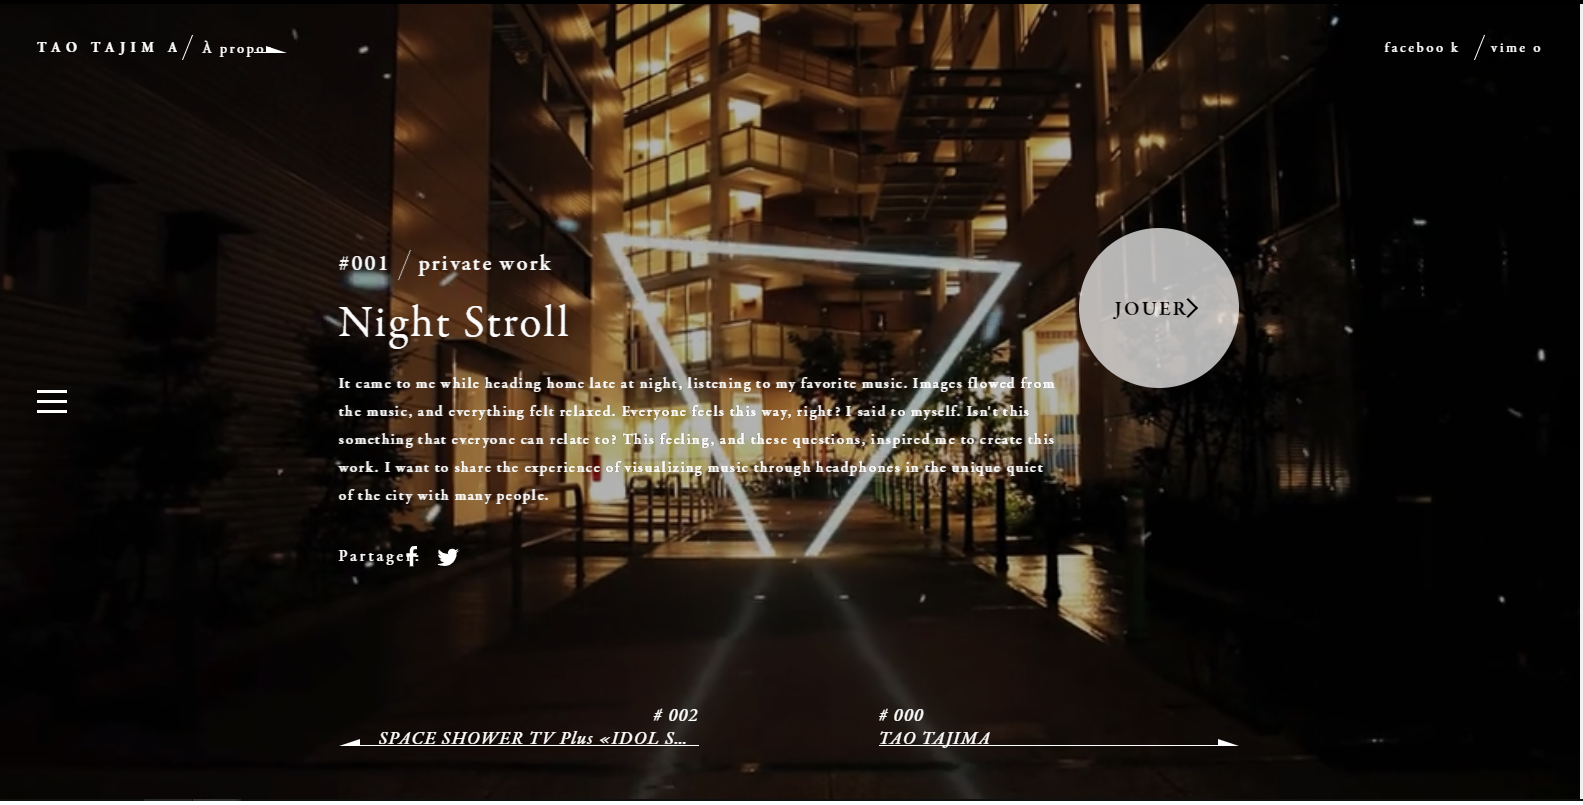 TAO TAJIM A / À propo
faceboo k / vime o
#001 / private work
Night Stroll
JOUER
It came to me while heading home late at night, listening to my favorite music. Images flowed from
the music, and everything felt relaxed. Everyone feels this way, right? I said to myself. Isn't this
something that everyone can relate to? This feeling, and these questions, inspired me to create this
work. I want to share the experience of visualizing music through headphones in the unique quiet
of the city with many people.
Partager:
# 002
SPACE SHOWER TV Plus «IDOL S...
# 000
TAO TAJIMA